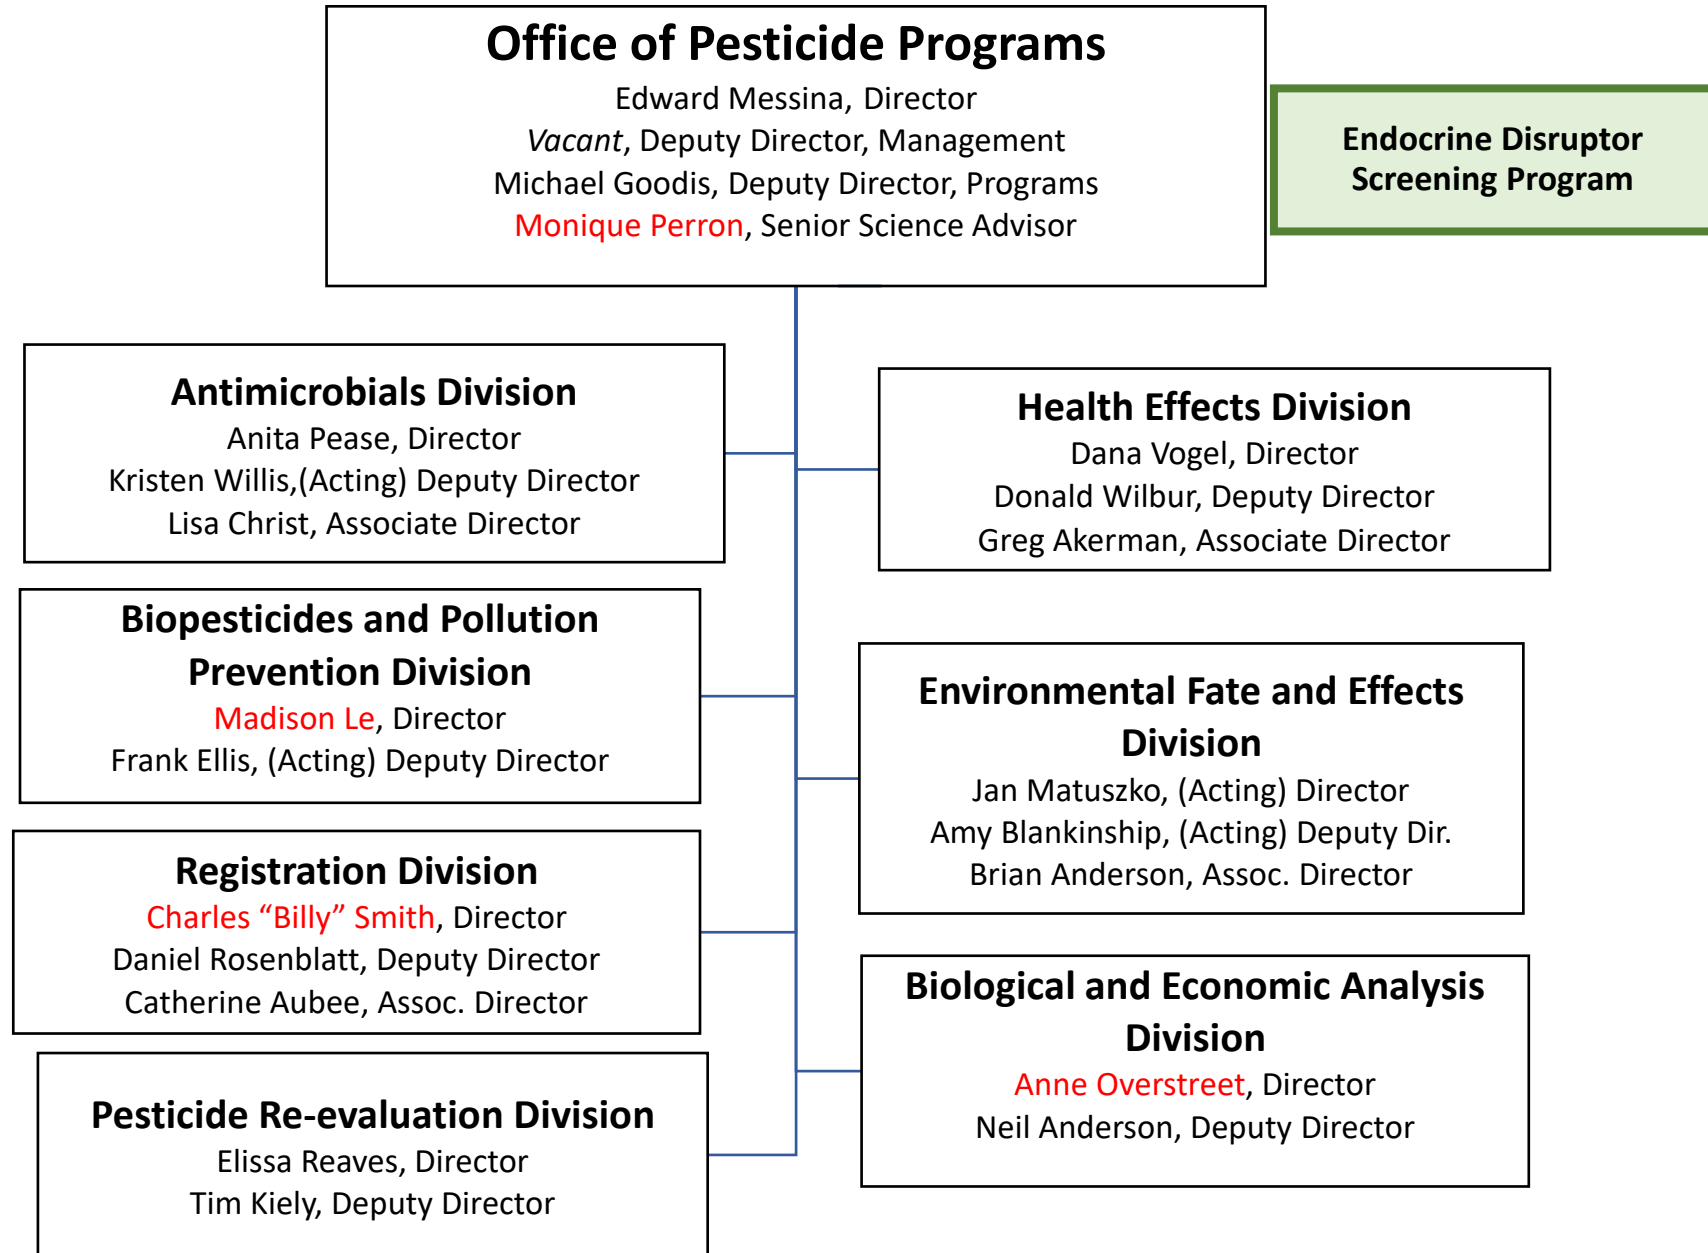 Office of Pesticide Programs
Edward Messina, Director
Vacant, Deputy Director, Management
Michael Goodis, Deputy Director, Programs
Monique Perron, Senior Science Advisor
Endocrine Disruptor
Screening Program
Antimicrobials Division
Anita Pease, Director
Kristen Willis,(Acting) Deputy Director
Lisa Christ, Associate Director
Health Effects Division
Dana Vogel, Director
Donald Wilbur, Deputy Director
Greg Akerman, Associate Director
Biopesticides and Pollution
Prevention Division
Madison Le, Director
Frank Ellis, (Acting) Deputy Director
Environmental Fate and Effects
Division
Jan Matuszko, (Acting) Director
Amy Blankinship, (Acting) Deputy Dir.
Brian Anderson, Assoc. Director
Registration Division
Charles “Billy” Smith, Director
Daniel Rosenblatt, Deputy Director
Catherine Aubee, Assoc. Director
Biological and Economic Analysis
Division
Anne Overstreet, Director
Neil Anderson, Deputy Director
Pesticide Re-evaluation Division
Elissa Reaves, Director
Tim Kiely, Deputy Director